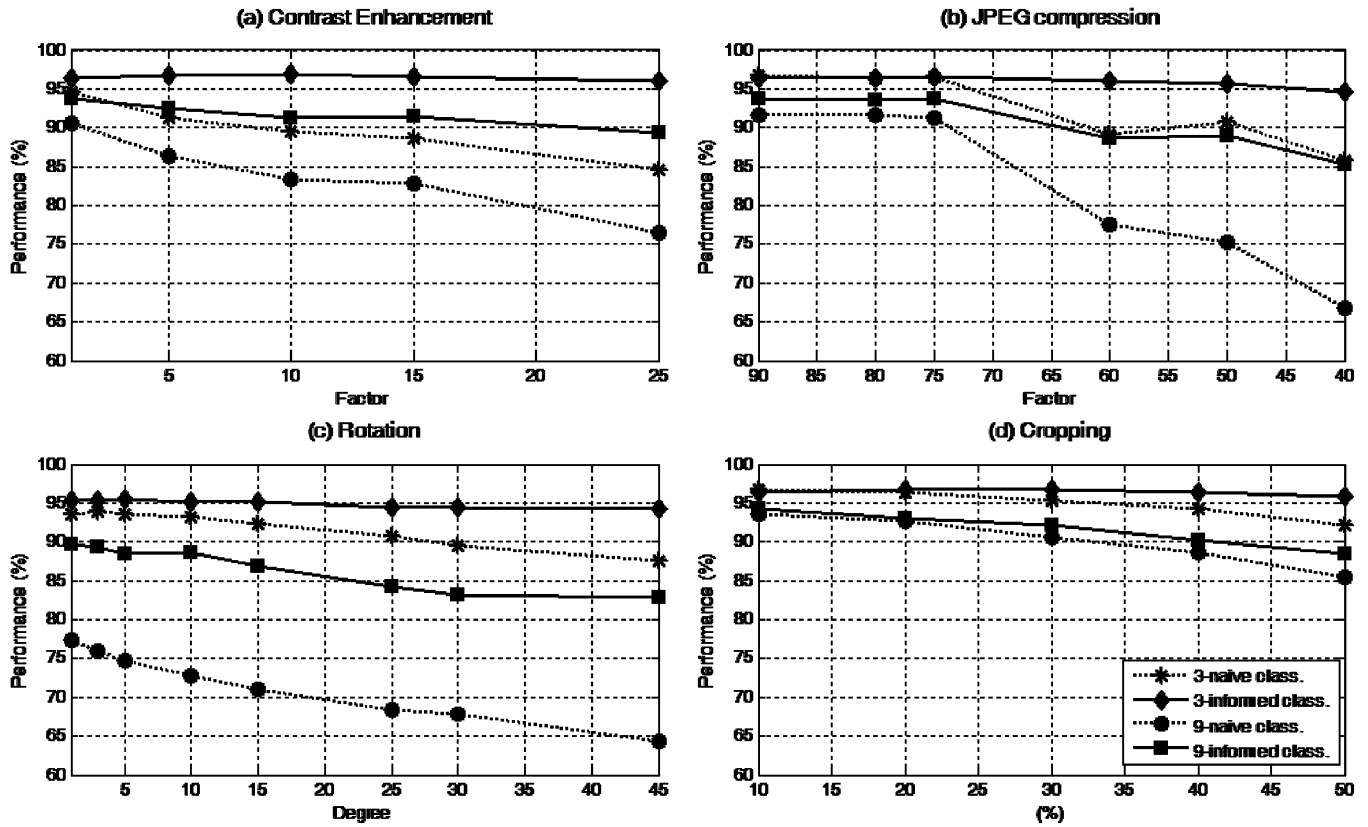 (a) Contrast Enhancement
100
95
90
85
80
75
70
65
60
Performance (%)
5 10 15 20 25
Factor
(b) JPEG compression
100
95
90
85
80
75
70
65
60
Performance (%)
90 85 80 75 70 65 60 55 50 45 40
Factor
(c) Rotation
100
95
90
85
80
75
70
65
60
Performance (%)
5 10 15 20 25 30 35 40 45
Degree
(d) Cropping
100
95
90
85
80
75
70
65
60
Performance (%)
10 15 20 25 30 35 40 45 50
(%)
3-naive class.
3-informed class.
9-naive class.
9-informed class.